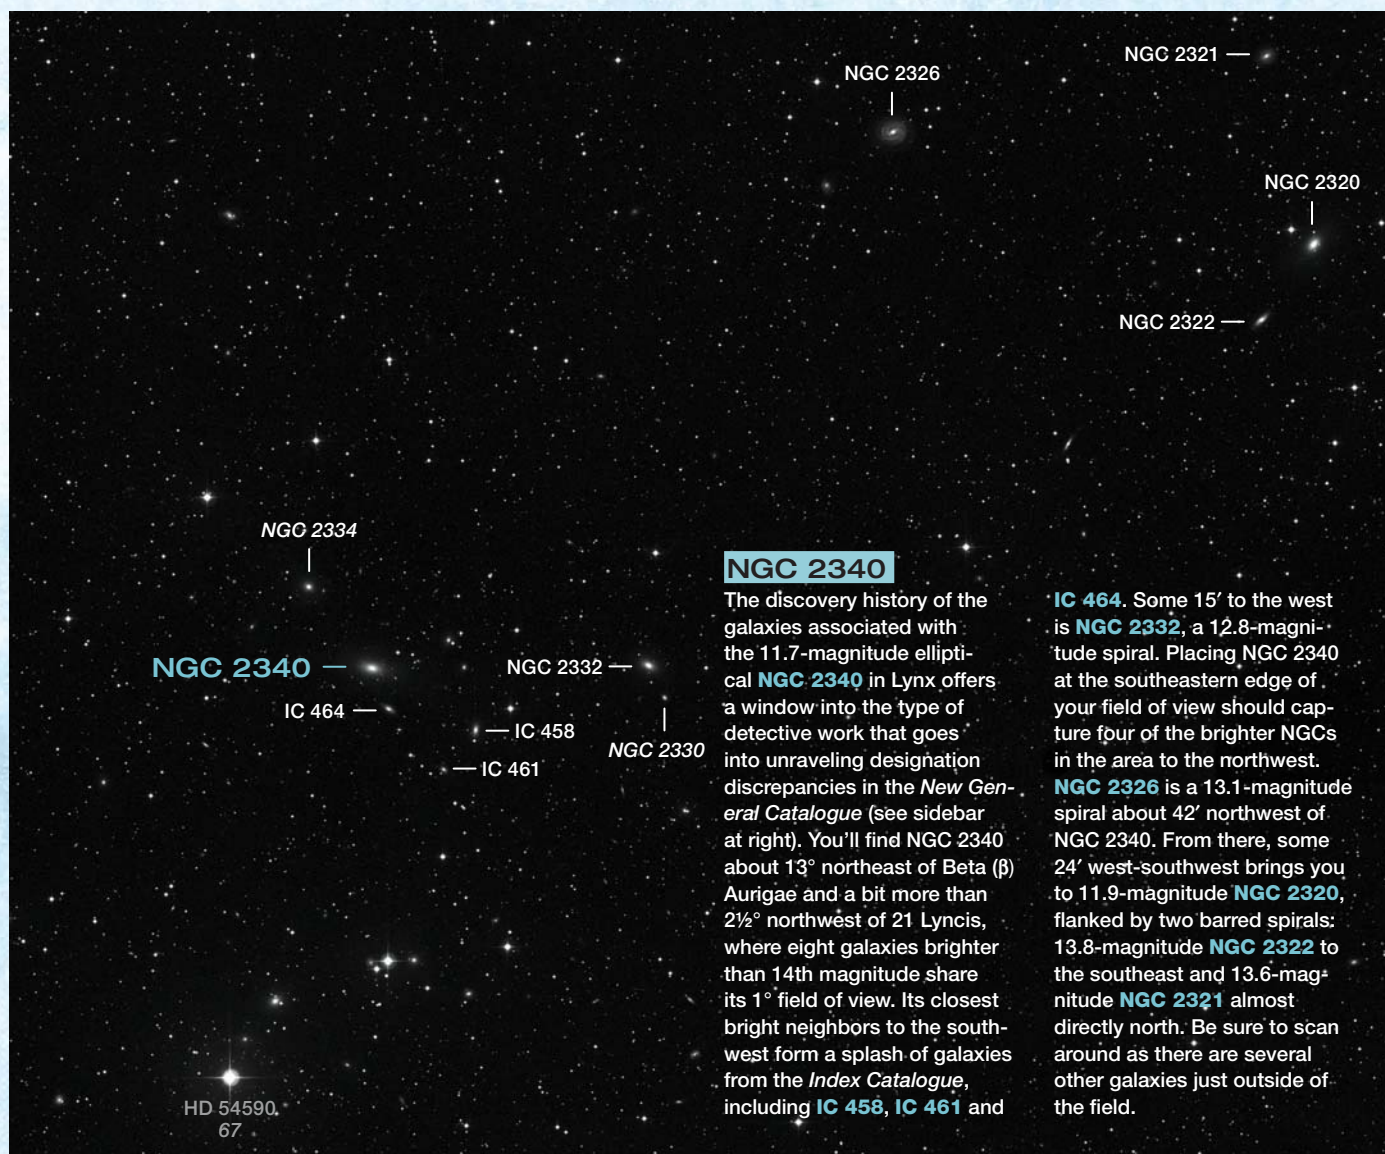 NGC 2321
NGC 2326
NGC 2320
NGC 2322
NGC 2334
NGC 2340
NGC 2332
IC 464
IC 458
NGC 2330
IC 461
HD 54590
67
NGC 2340
The discovery history of the
galaxies associated with
the 11.7-magnitude ellipti-
cal NGC 2340 in Lynx offers
a window into the type of
detective work that goes
into unraveling designation
discrepancies in the New Gen-
eral Catalogue (see sidebar
at right). You’ll find NGC 2340
about 13° northeast of Beta (β)
Aurigae and a bit more than
2½° northwest of 21 Lyncis,
where eight galaxies brighter
than 14th magnitude share
its 1° field of view. Its closest
bright neighbors to the south-
west form a splash of galaxies
from the Index Catalogue,
including IC 458, IC 461 and
IC 464. Some 15′ to the west
is NGC 2332, a 12.8-magni-
tude spiral. Placing NGC 2340
at the southeastern edge of
your field of view should cap-
ture four of the brighter NGCs
in the area to the northwest.
NGC 2326 is a 13.1-magnitude
spiral about 42′ northwest of
NGC 2340. From there, some
24′ west-southwest brings you
to 11.9-magnitude NGC 2320,
flanked by two barred spirals:
13.8-magnitude NGC 2322 to
the southeast and 13.6-mag-
nitude NGC 2321 almost
directly north. Be sure to scan
around as there are several
other galaxies just outside of
the field.